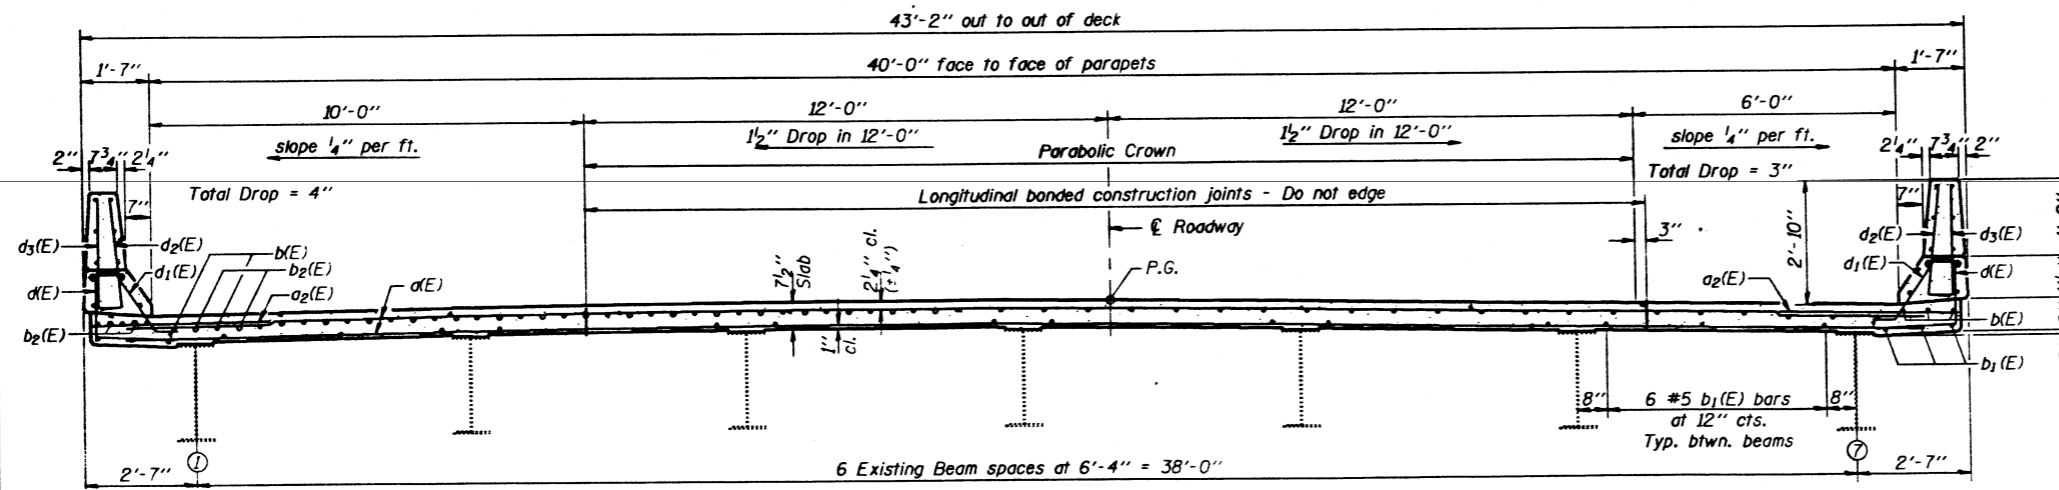 43'-2" out to out of deck
1'-7"
40'-0" face to face of parapets
1'-7"
10'-0"
12'-0"
12'-0"
6'-0"
slope 1/4" per ft.
1 1/2" Drop in 12'-0"
1 1/2" Drop in 12'-0"
slope 1/4" per ft.
2" 7 3/4" 2 1/4"
Parabolic Crown
2 1/4" 7 3/4" 2"
Total Drop = 4"
Total Drop = 3"
Longitudinal bonded construction joints - Do not edge
7"
7"
℄ Roadway
3"
2'-10"
d3(E)
d2(E)
b(E)
b2(E)
d1(E)
a2(E)
d(E)
a(E)
b2(E)
7 1/2" Slab
2 1/4" cl.
(± 1/4")
1" cl.
P.G.
d2(E)
d3(E)
d1(E)
a2(E)
d(E)
b(E)
b1(E)
8"
6 #5 b1(E) bars
at 12" cts.
Typ. btwn. beams
8"
1
7
2'-7"
6 Existing Beam spaces at 6'-4" = 38'-0"
2'-7"